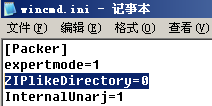 wincmd.ini - 记事本
文件(F) 编辑(E) 格式(O) 查看(V)
[Packer]
expertmode=1
ZIPlikeDirectory=0
InternalUnarj=1